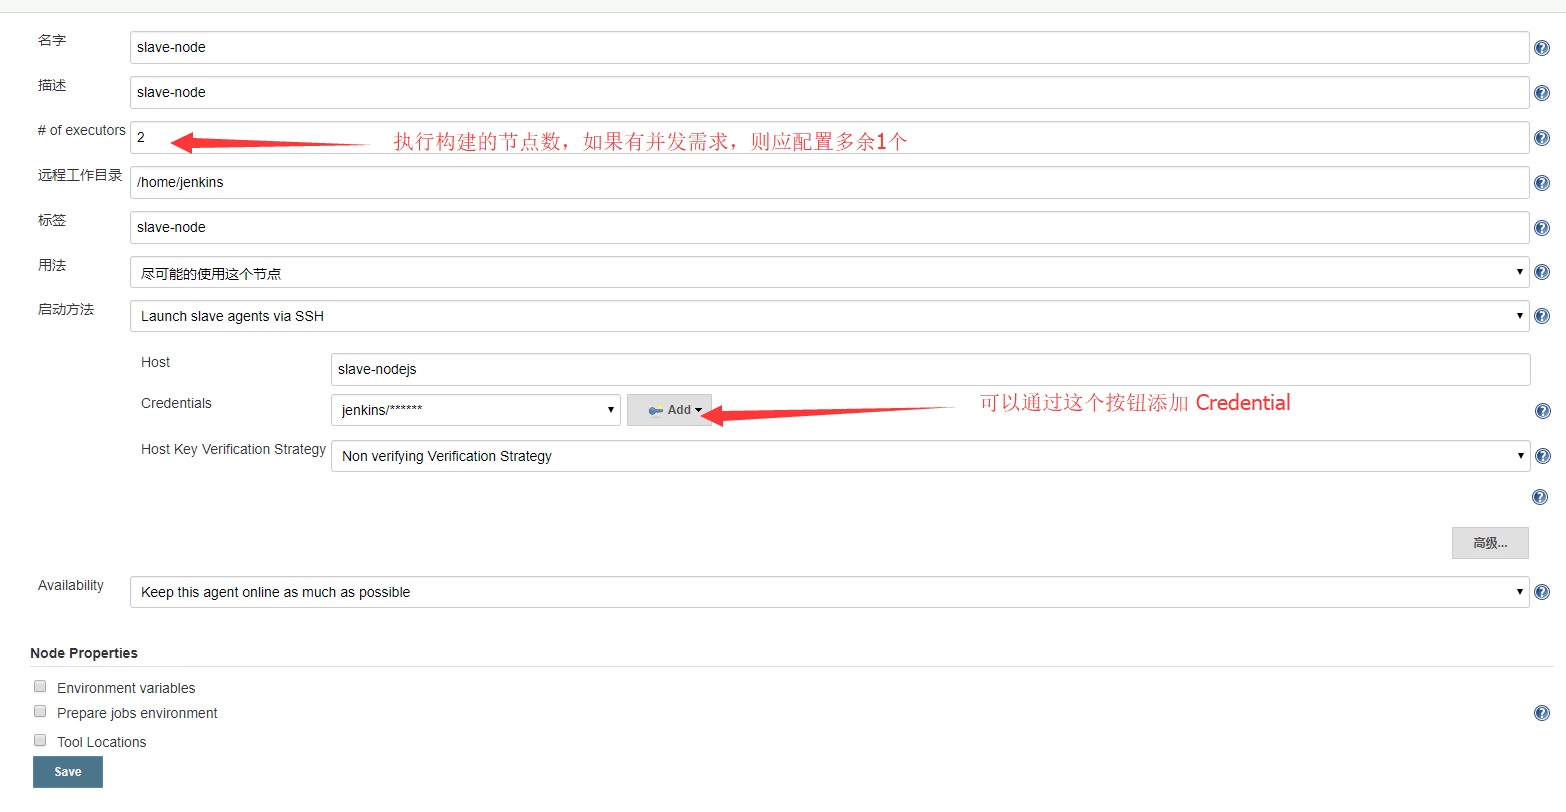 名字
slave-node
描述
slave-node
# of executors
2
执行构建的节点数，如果有并发需求，则应配置多余1个
远程工作目录
/home/jenkins
标签
slave-node
用法
尽可能的使用这个节点
启动方法
Launch slave agents via SSH
Host
slave-nodejs
Credentials
jenkins/******
Add
可以通过这个按钮添加 Credential
Host Key Verification Strategy
Non verifying Verification Strategy
高级...
Availability
Keep this agent online as much as possible
Node Properties
Environment variables
Prepare jobs environment
Tool Locations
Save